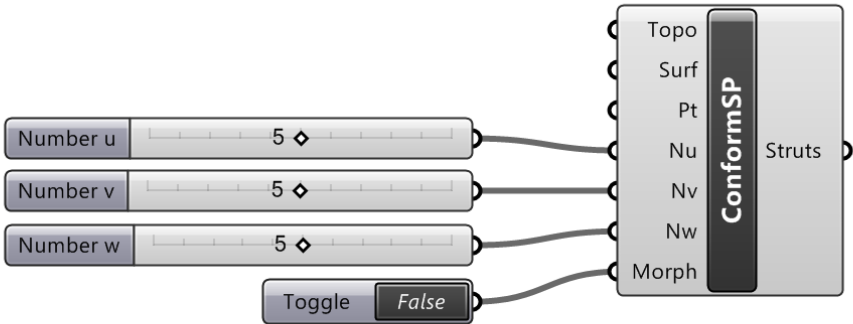 Topo
Surf
Pt
Number u 5
Nu
ConformSP
Struts
Number v 5
Nv
Number w 5
Nw
Morph
Toggle False